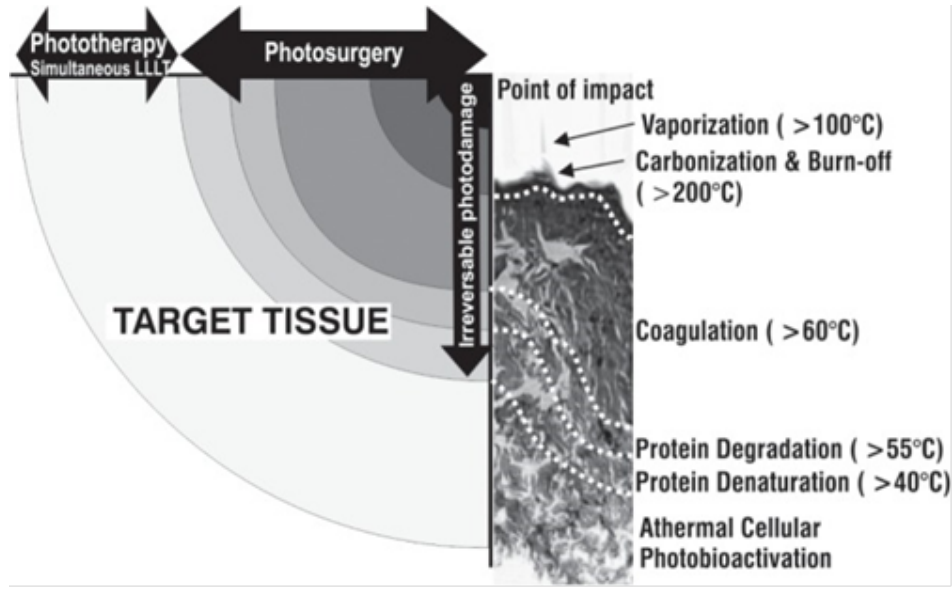 Phototherapy
Simultaneous LLLT
Photosurgery
Irreversable photodamage
Point of impact
Vaporization ( >100°C)
Carbonization & Burn-off
( >200°C)
TARGET TISSUE
Coagulation ( >60°C)
Protein Degradation ( >55°C)
Protein Denaturation ( >40°C)
Athermal Cellular
Photobioactivation